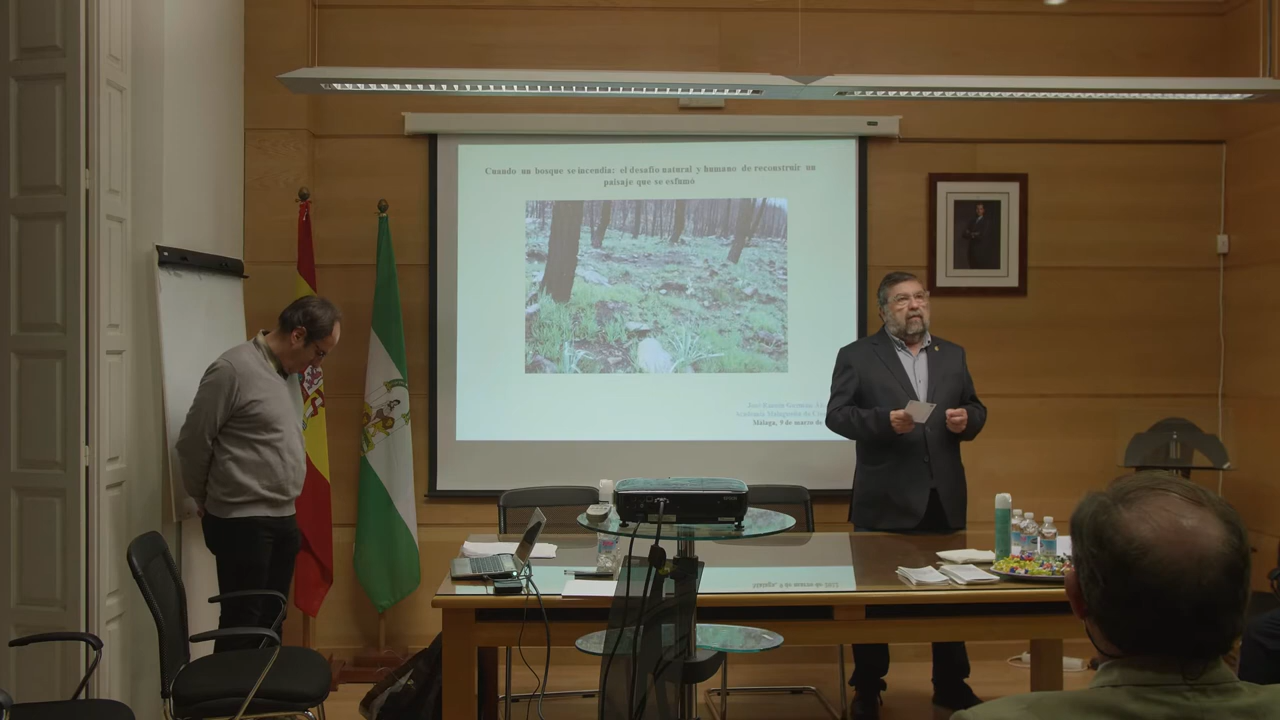 Cuando un bosque se incendia: el desafío natural y humano de reconstruir un
paisaje que se esfumó
Málaga, 9 de marzo de